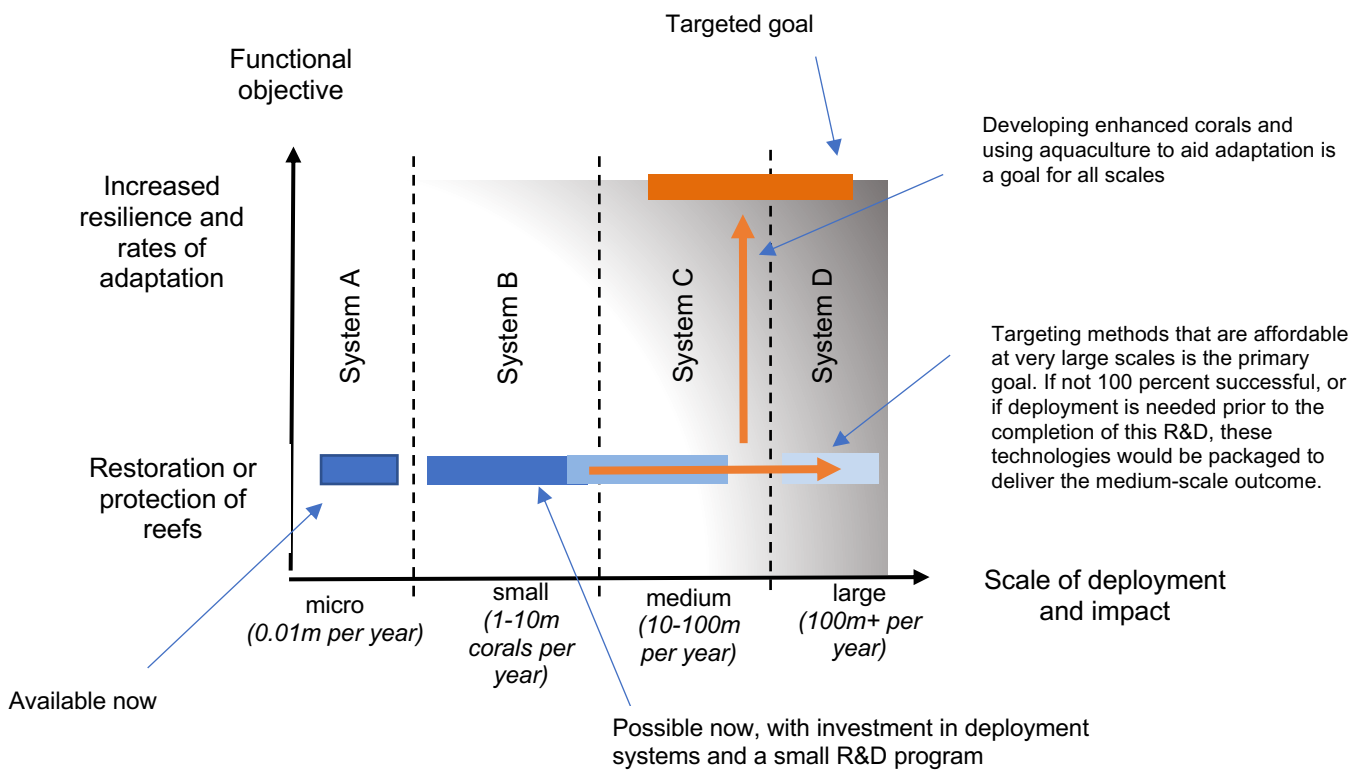 Targeted goal
Functional
objective
Developing enhanced corals and
using aquaculture to aid adaptation is
a goal for all scales
Increased
resilience and
rates of
adaptation
System A
System B
System C
System D
Targeting methods that are affordable
at very large scales is the primary
goal. If not 100 percent successful, or
if deployment is needed prior to the
completion of this R&D, these
technologies would be packaged to
deliver the medium-scale outcome.
Restoration or
protection of
reefs
micro
(0.01m per year)
small
(1-10m
corals per
year)
medium
(10-100m
per year)
large
(100m+ per
year)
Scale of deployment
and impact
Available now
Possible now, with investment in deployment
systems and a small R&D program